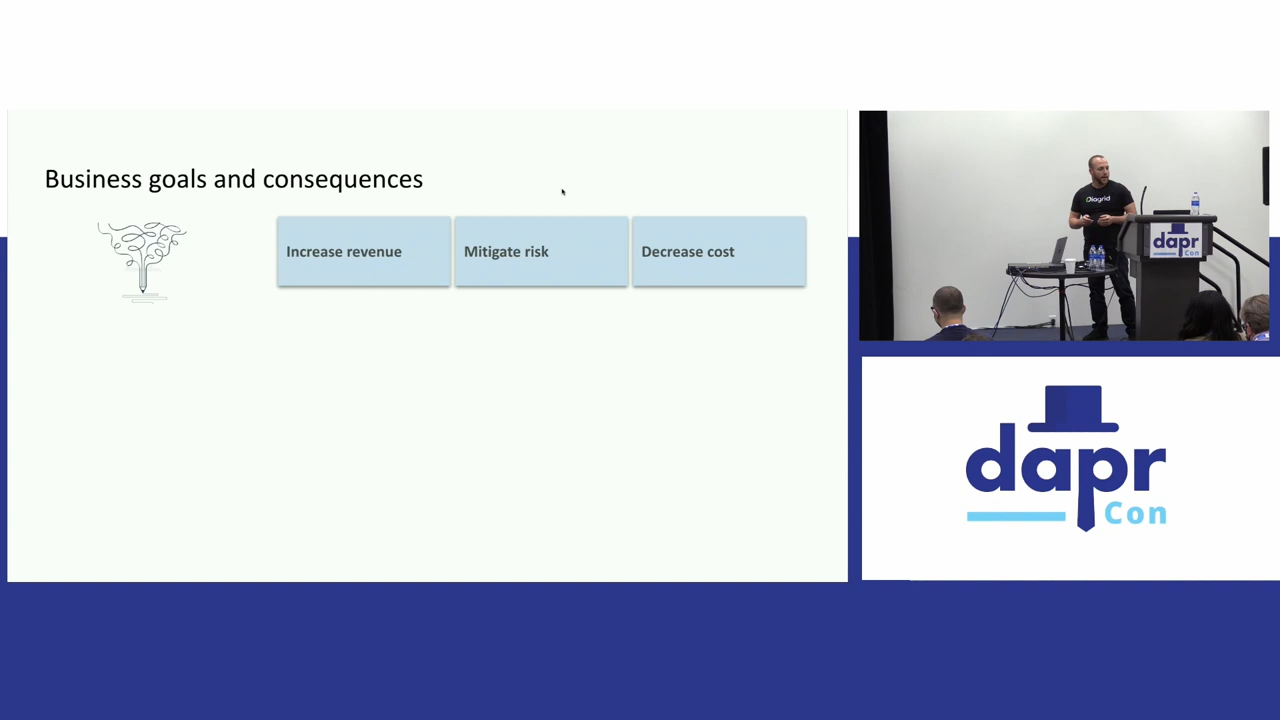 Business goals and consequences
Increase revenue
Mitigate risk
Decrease cost
Diagrid
dapr
Con
dapr
Con